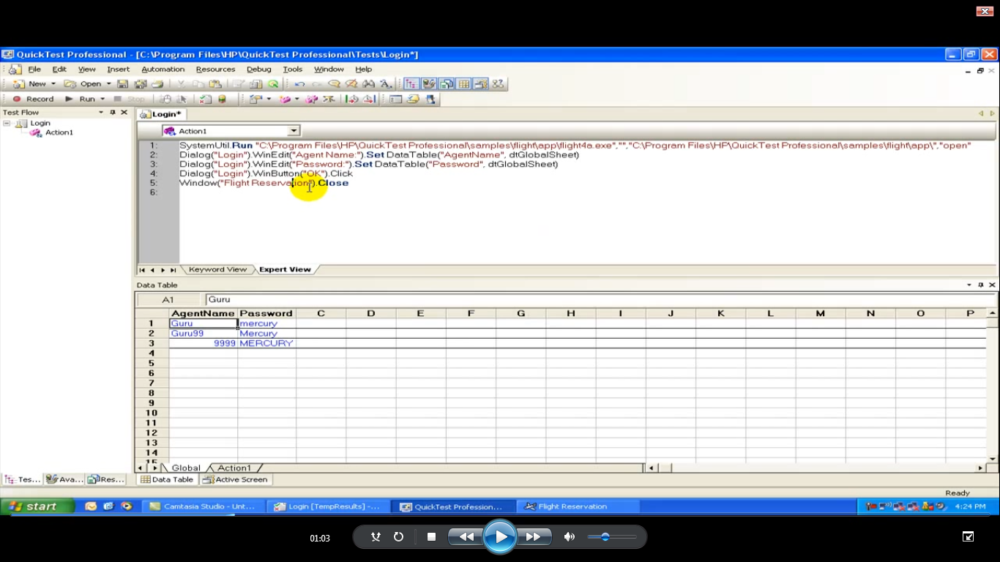 QuickTest Professional - [C:\Program Files\HP\QuickTest Professional\Tests\Login*]
File Edit View Insert Automation Resources Debug Tools Window Help
New Open
Record Run Stop
Test Flow
Login
Action1
Login*
Action1
1: SystemUtil.Run "C:\Program Files\HP\QuickTest Professional\samples\flight\app\flight4a.exe","","C:\Program Files\HP\QuickTest Professional\samples\flight\app\","open"
2: Dialog("Login").WinEdit("Agent Name:").Set DataTable("AgentName", dtGlobalSheet)
3: Dialog("Login").WinEdit("Password:").Set DataTable("Password", dtGlobalSheet)
4: Dialog("Login").WinButton("OK").Click
5: Window("Flight Reservation").Close
6:
Keyword View Expert View
Data Table
A1 Guru
AgentName Password C D E F G H I J K L M N O P
1 Guru mercury
2 Guru99 Mercury
3 9999 MERCURY
4
5
6
7
8
9
10
11
12
13
14
15
Global Action1
Tes... Ava... Res... Data Table Active Screen
Ready
start Camtasia Studio - Unt... Login [TempResults] -... QuickTest Profession... Flight Reservation 4:24 PM
01:03